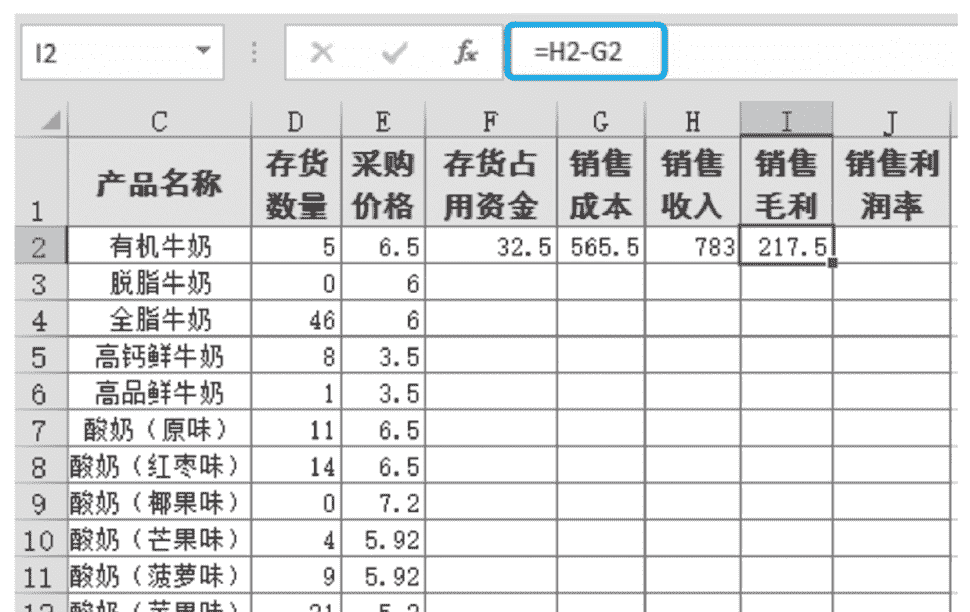 I2 fx =H2-G2
C D E F G H I J
1 产品名称 存货数量 采购价格 存货占用资金 销售成本 销售收入 销售毛利 销售利润率
2 有机牛奶 5 6.5 32.5 565.5 783 217.5
3 脱脂牛奶 0 6
4 全脂牛奶 46 6
5 高钙鲜牛奶 8 3.5
6 高品鲜牛奶 1 3.5
7 酸奶（原味） 11 6.5
8 酸奶（红枣味） 14 6.5
9 酸奶（椰果味） 0 7.2
10 酸奶（芒果味） 4 5.92
11 酸奶（菠萝味） 9 5.92